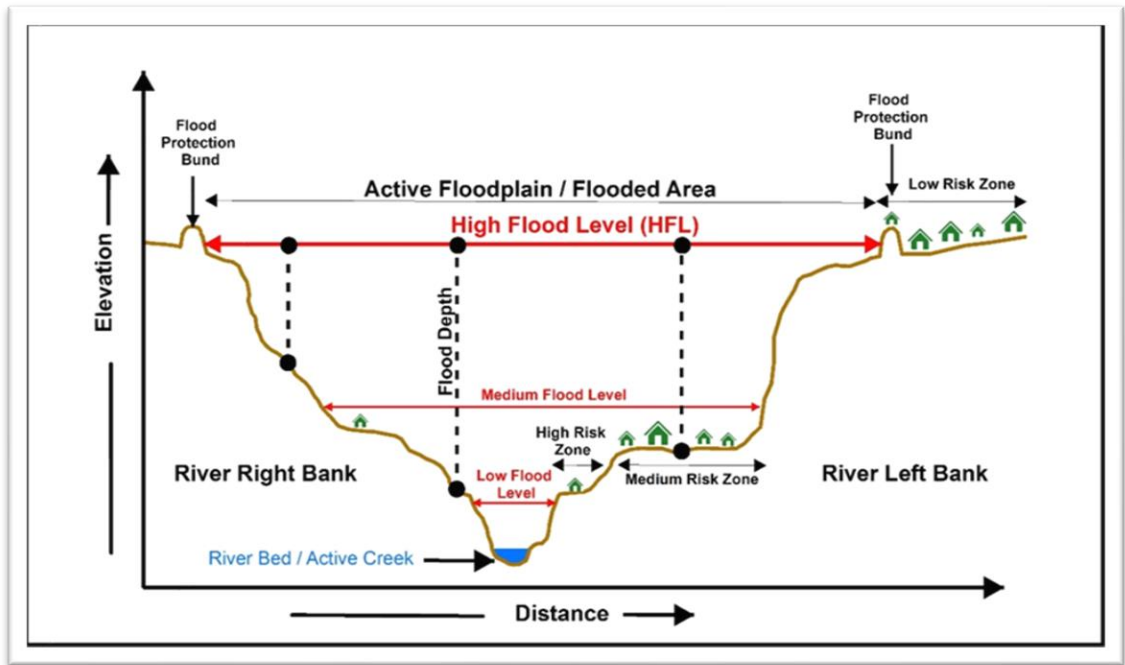 Flood
Protection
Bund
Flood
Protection
Bund
Low Risk Zone
Active Floodplain / Flooded Area
High Flood Level (HFL)
Elevation
Flood Depth
Medium Flood Level
High Risk
Zone
River Right Bank
Low Flood
Level
Medium Risk Zone
River Left Bank
River Bed / Active Creek
Distance